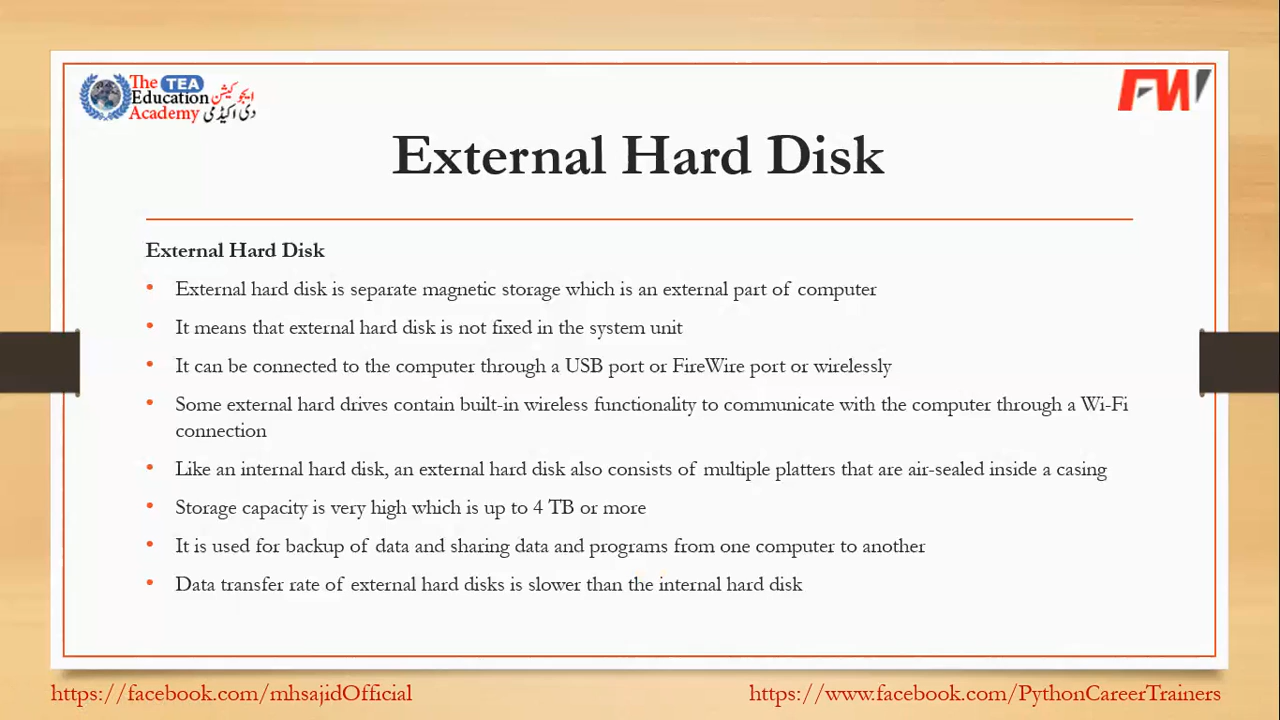 The TEA
Education ایجوکیشن
Academy دی اکیڈمی
FW
External Hard Disk
External Hard Disk
• External hard disk is separate magnetic storage which is an external part of computer
• It means that external hard disk is not fixed in the system unit
• It can be connected to the computer through a USB port or FireWire port or wirelessly
• Some external hard drives contain built-in wireless functionality to communicate with the computer through a Wi-Fi
connection
• Like an internal hard disk, an external hard disk also consists of multiple platters that are air-sealed inside a casing
• Storage capacity is very high which is up to 4 TB or more
• It is used for backup of data and sharing data and programs from one computer to another
• Data transfer rate of external hard disks is slower than the internal hard disk
https://facebook.com/mhsajidOfficial
https://www.facebook.com/PythonCareerTrainers